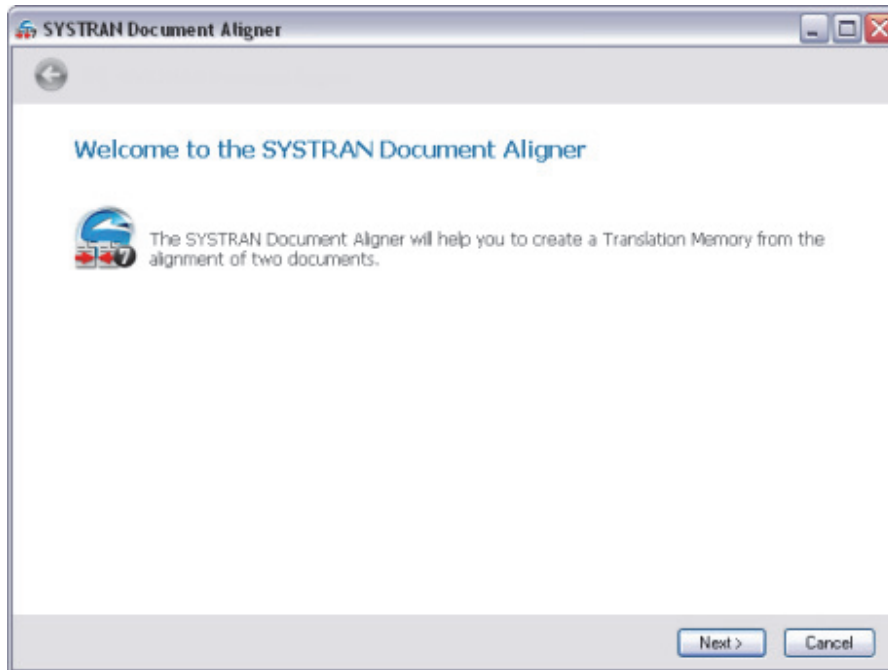 SYSTRAN Document Aligner
Welcome to the SYSTRAN Document Aligner
The SYSTRAN Document Aligner will help you to create a Translation Memory from the
alignment of two documents.
7
Next >
Cancel